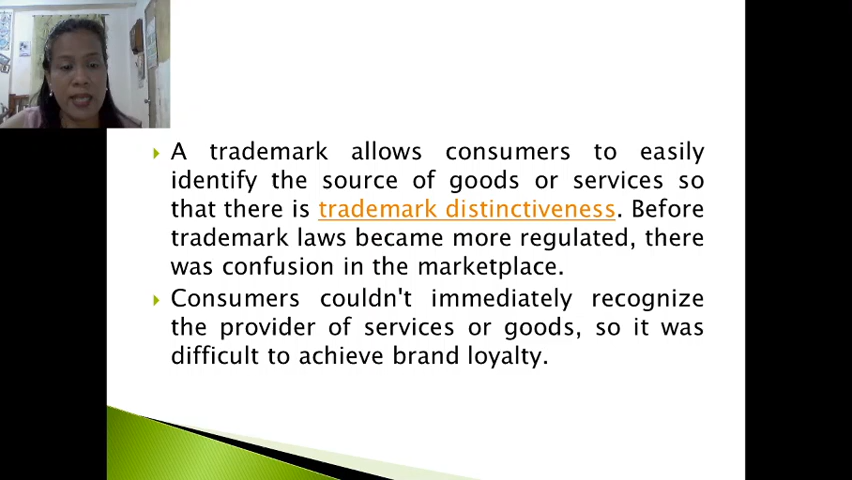 A trademark allows consumers to easily
identify the source of goods or services so
that there is trademark distinctiveness. Before
trademark laws became more regulated, there
was confusion in the marketplace.
Consumers couldn't immediately recognize
the provider of services or goods, so it was
difficult to achieve brand loyalty.